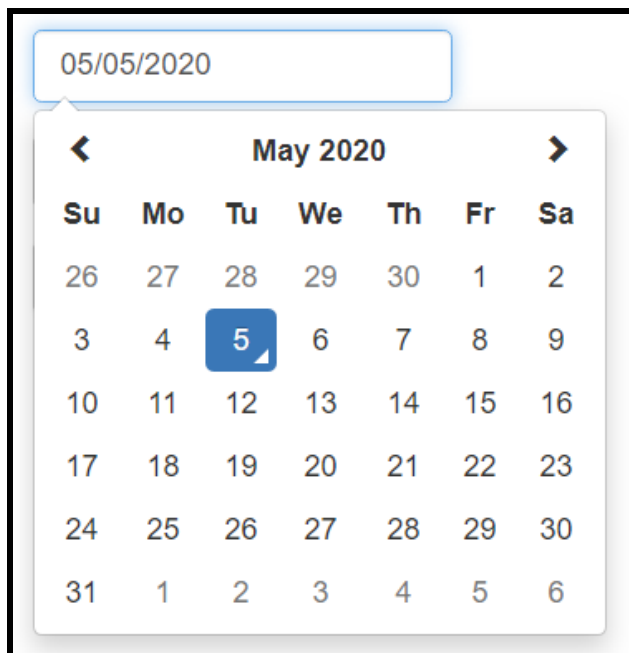 05/05/2020
May 2020
Su Mo Tu We Th Fr Sa
26 27 28 29 30 1 2
3 4 5 6 7 8 9
10 11 12 13 14 15 16
17 18 19 20 21 22 23
24 25 26 27 28 29 30
31 1 2 3 4 5 6